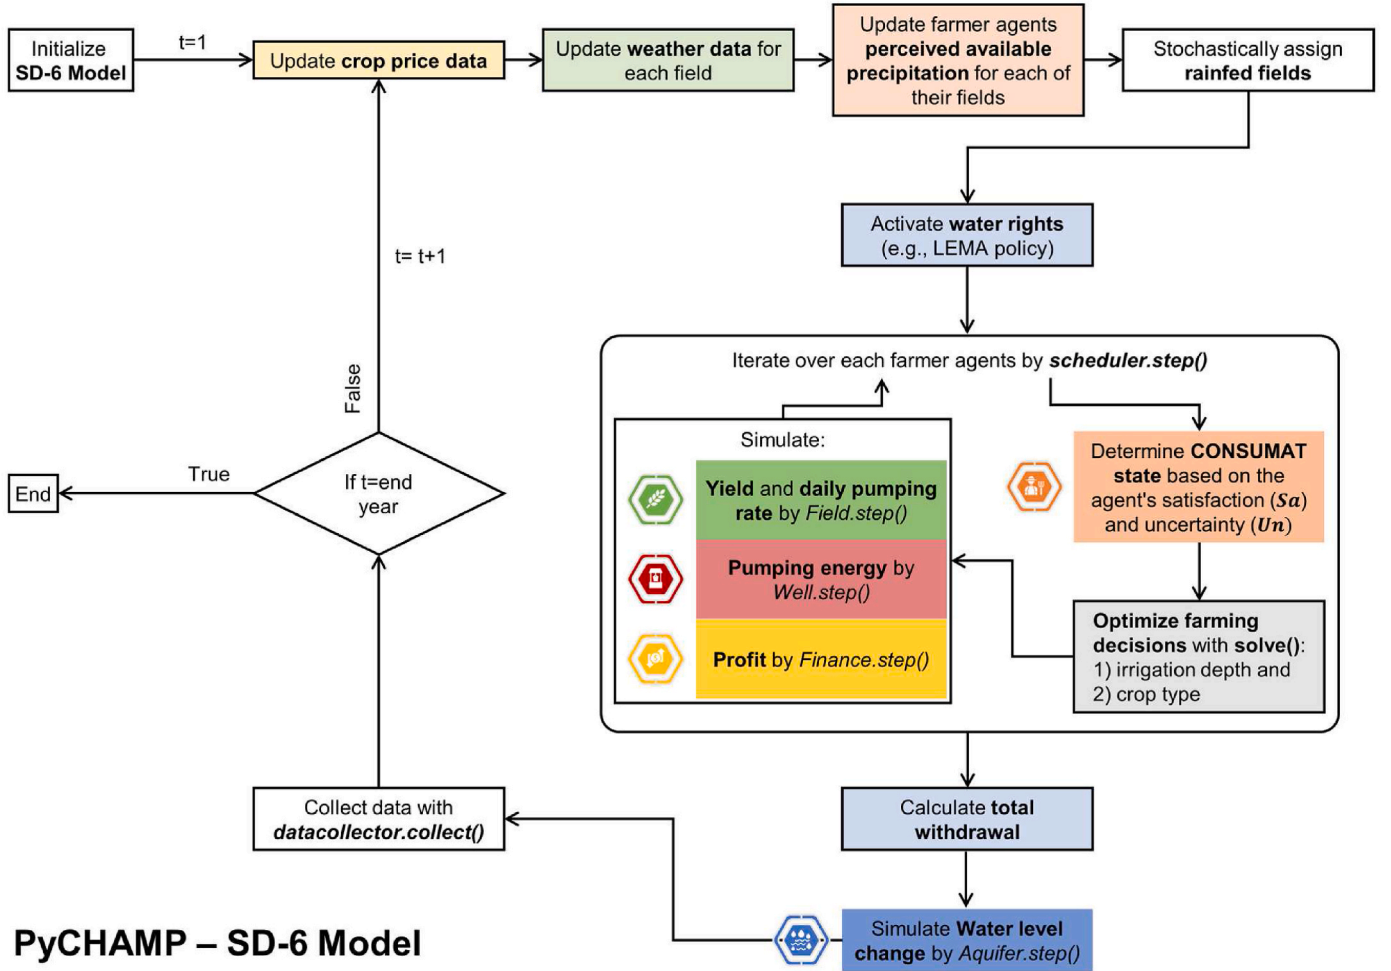 Initialize
SD-6 Model
t=1
Update crop price data
Update weather data for
each field
Update farmer agents
perceived available
precipitation for each of
their fields
Stochastically assign
rainfed fields
Activate water rights
(e.g., LEMA policy)
t= t+1
Iterate over each farmer agents by scheduler.step()
Simulate:
Yield and daily pumping
rate by Field.step()
Pumping energy by
Well.step()
Profit by Finance.step()
Determine CONSUMAT
state based on the
agent's satisfaction (Sa)
and uncertainty (Un)
Optimize farming
decisions with solve():
1) irrigation depth and
2) crop type
False
True
End
If t=end
year
Collect data with
datacollector.collect()
Calculate total
withdrawal
Simulate Water level
change by Aquifer.step()
PyCHAMP – SD-6 Model